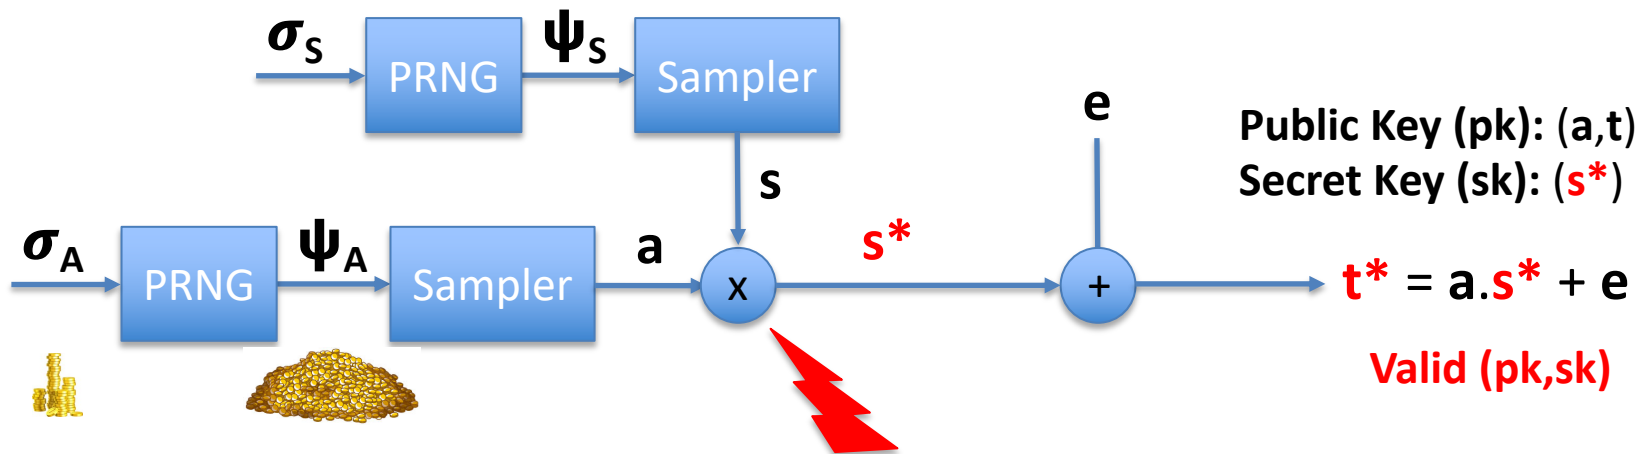 σS
PRNG
ψS
Sampler
e
Public Key (pk): (a,t)
Secret Key (sk): (s*)
s
σA
PRNG
ψA
Sampler
a
x
s*
+
t* = a.s* + e
Valid (pk,sk)